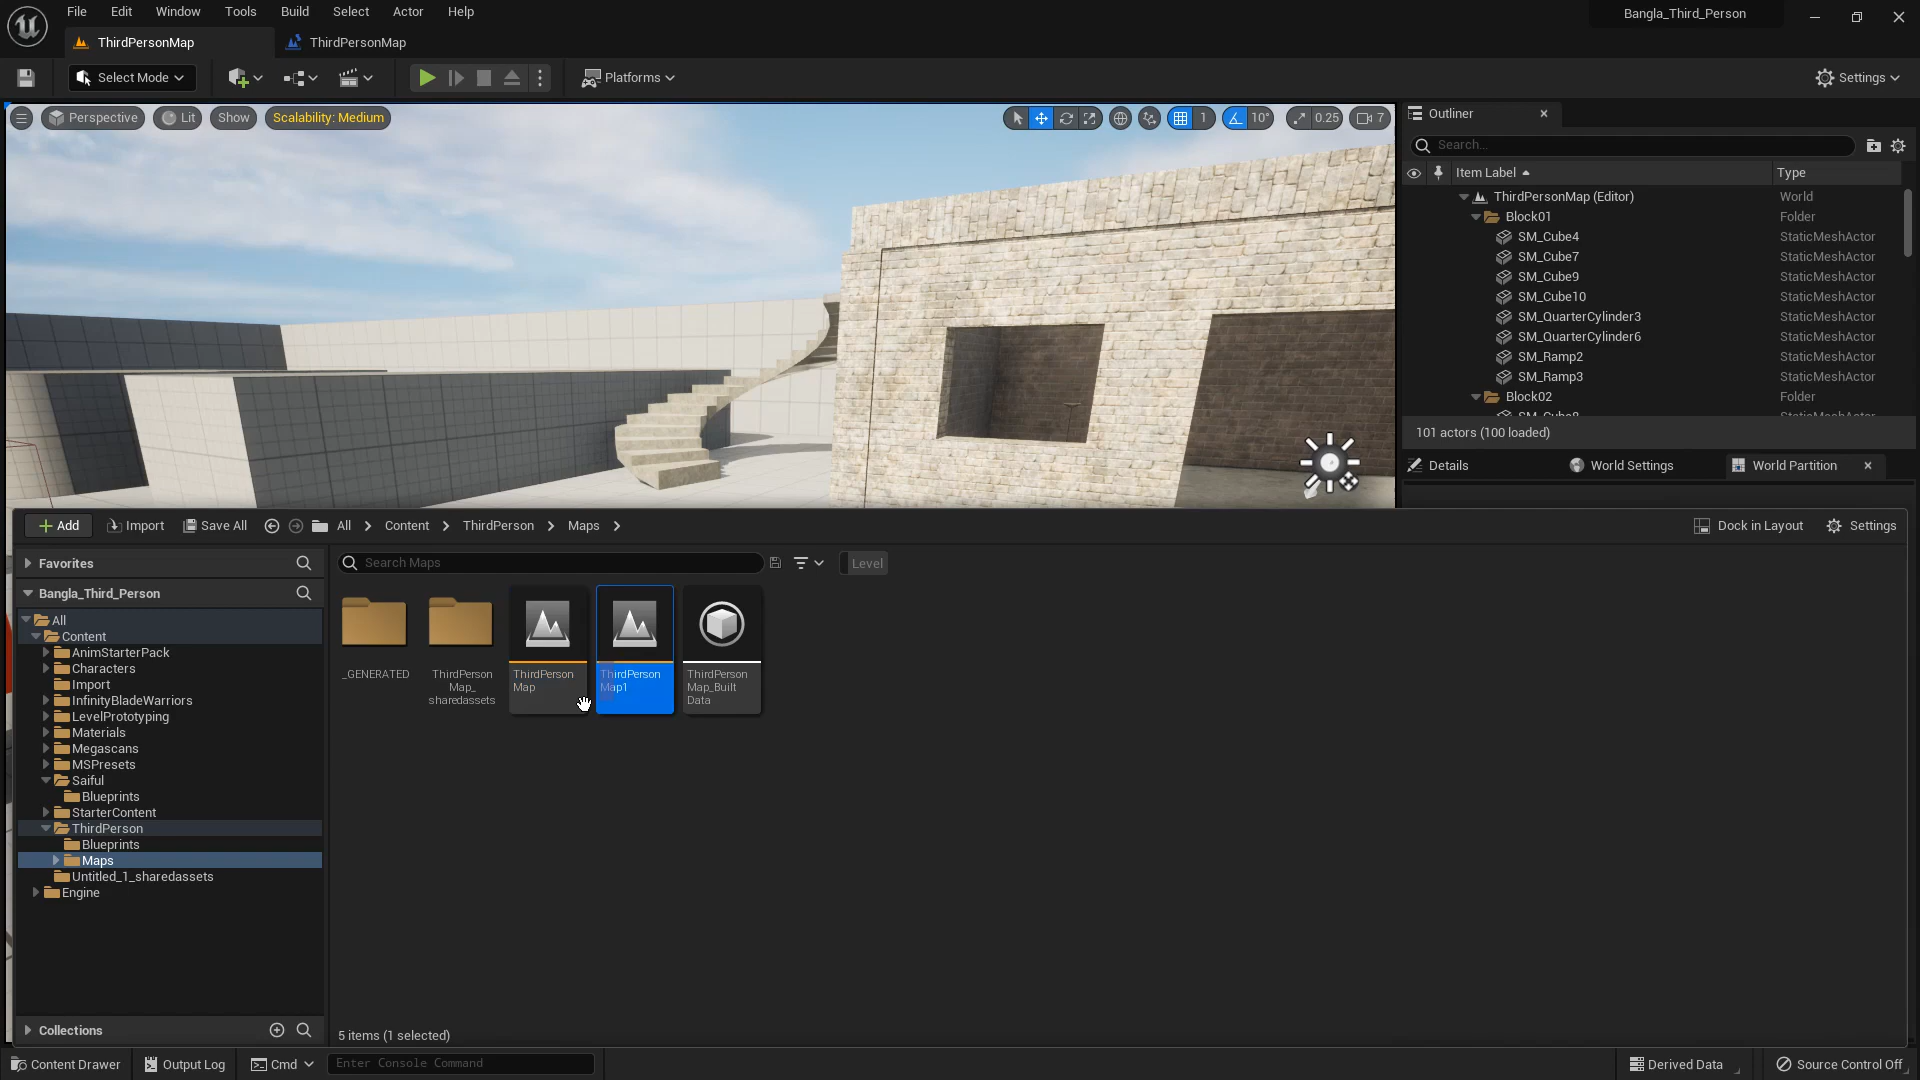 File Edit Window Tools Build Select Actor Help
Bangla_Third_Person
ThirdPersonMap
ThirdPersonMap
Select Mode
Platforms
Settings
Perspective
Lit
Show
Scalability: Medium
1
10°
0.25
7
Outliner
Search...
Item Label
Type
ThirdPersonMap (Editor) World
Block01 Folder
SM_Cube4 StaticMeshActor
SM_Cube7 StaticMeshActor
SM_Cube9 StaticMeshActor
SM_Cube10 StaticMeshActor
SM_QuarterCylinder3 StaticMeshActor
SM_QuarterCylinder6 StaticMeshActor
SM_Ramp2 StaticMeshActor
SM_Ramp3 StaticMeshActor
Block02 Folder
SM_Cube8 StaticMeshActor
101 actors (100 loaded)
Details
World Settings
World Partition
Add
Import
Save All
All
Content
ThirdPerson
Maps
Dock in Layout
Settings
Favorites
Bangla_Third_Person
All
Content
AnimStarterPack
Characters
Import
InfinityBladeWarriors
LevelPrototyping
Materials
Megascans
MSPresets
Saiful
Blueprints
StarterContent
ThirdPerson
Blueprints
Maps
Untitled_1_sharedassets
Engine
Collections
Search Maps
Level
_GENERATED
ThirdPerson
Map_
sharedassets
ThirdPerson
Map
ThirdPerson
Map1
ThirdPerson
Map_Built
Data
5 items (1 selected)
Content Drawer
Output Log
Cmd
Enter Console Command
Derived Data
Source Control Off